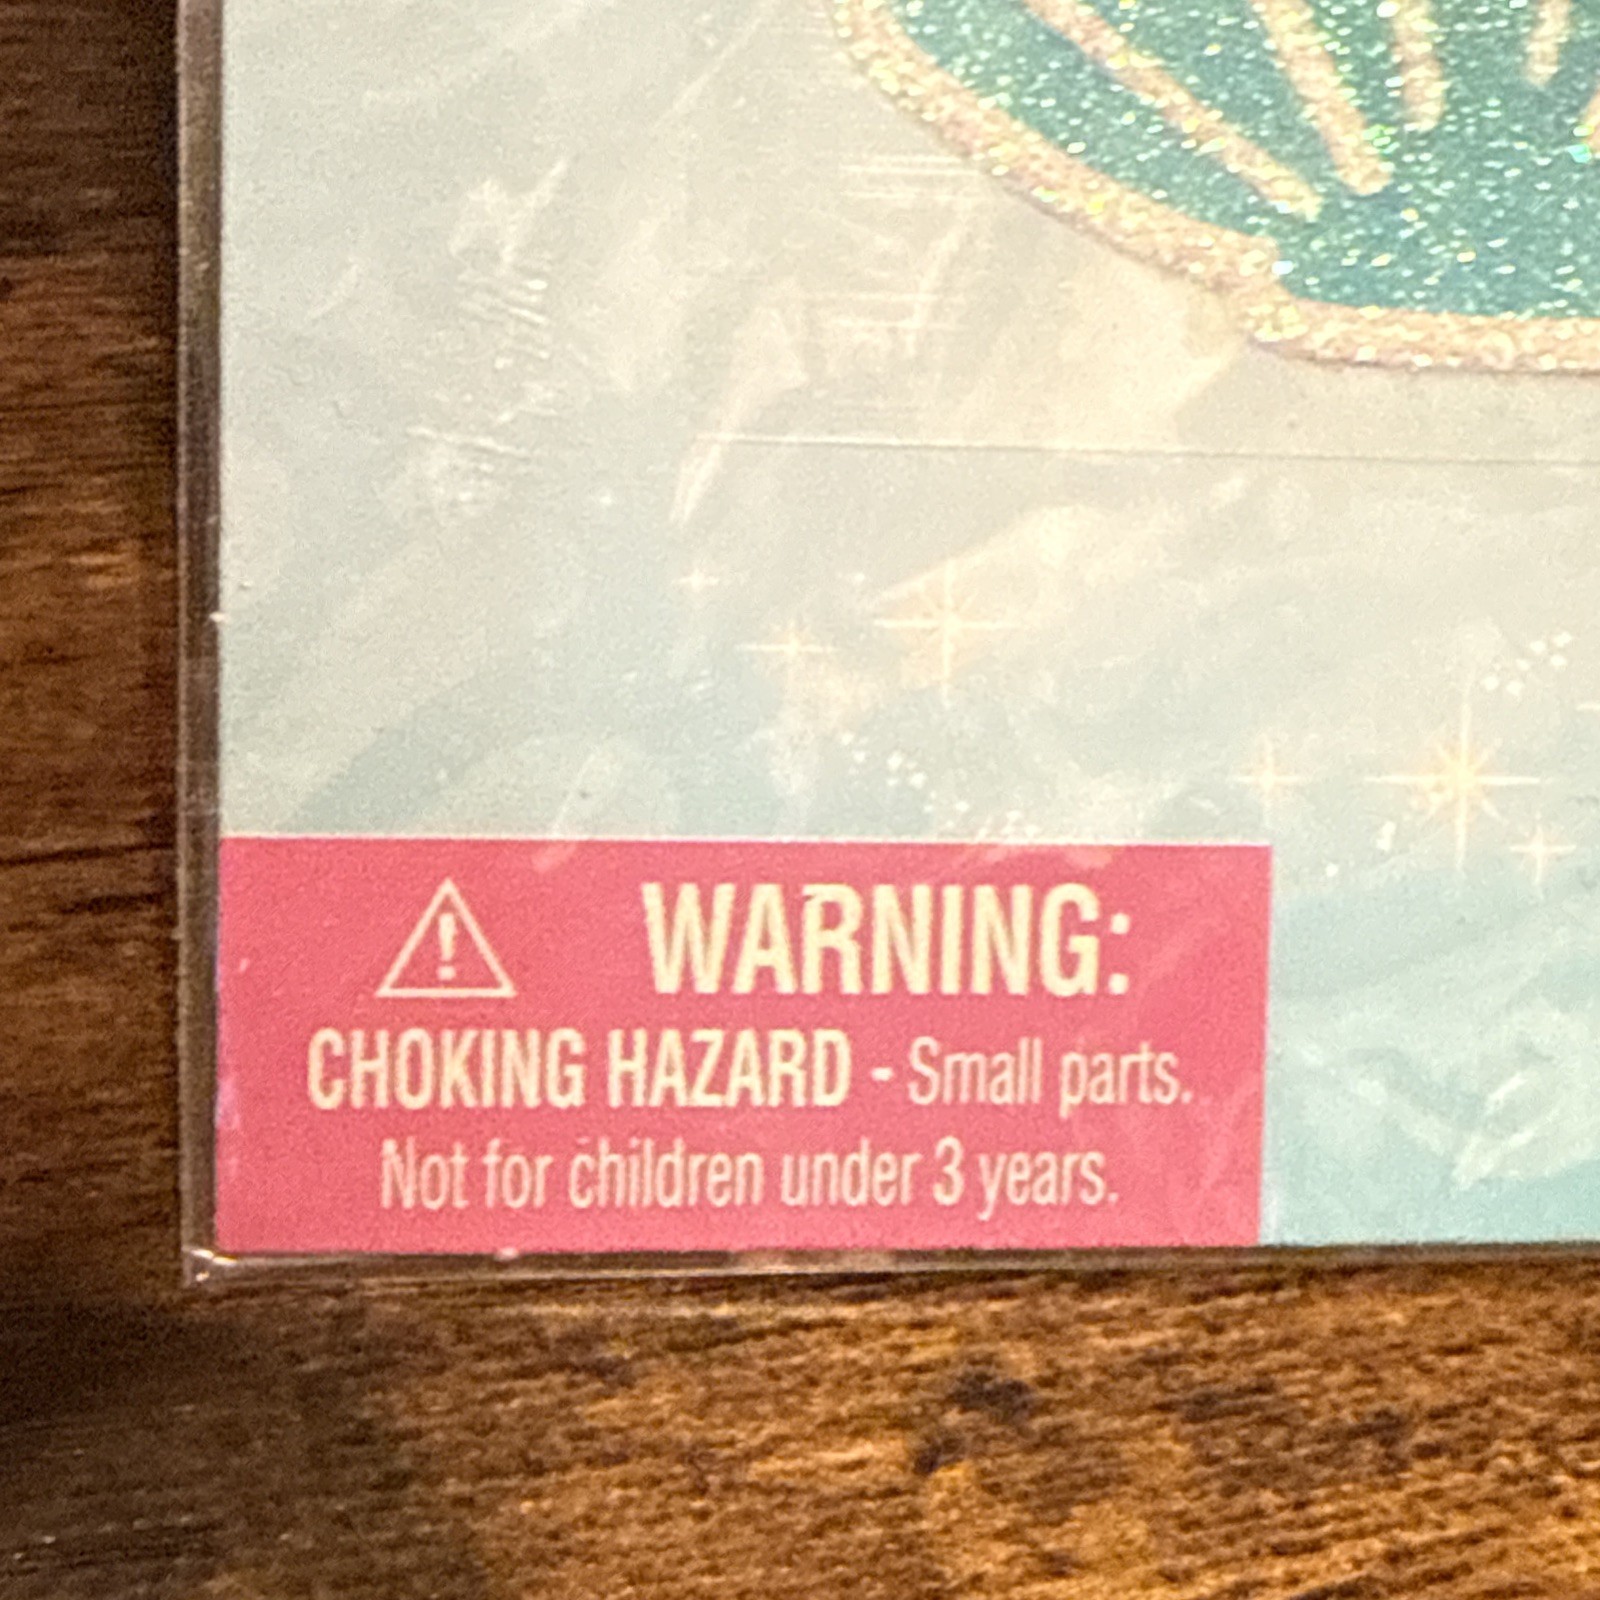 WARNING:
CHOKING HAZARD - Small parts.
Not for children under 3 years.